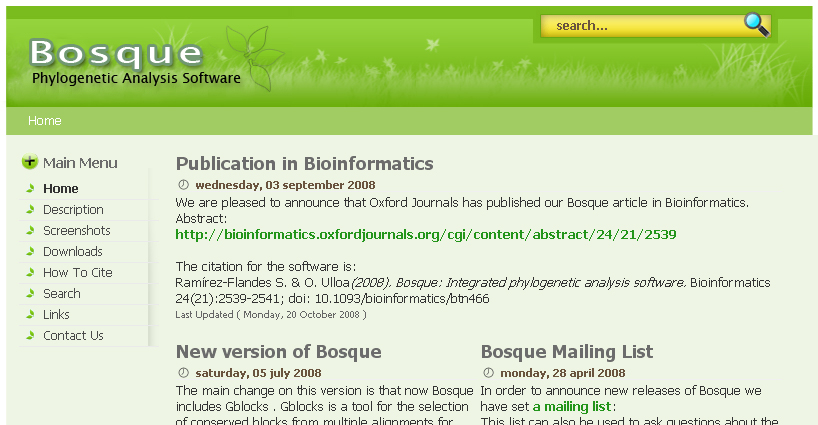 search...
Bosque
Phylogenetic Analysis Software
Home
Main Menu
Home
Description
Screenshots
Downloads
How To Cite
Search
Links
Contact Us
Publication in Bioinformatics
wednesday, 03 september 2008
We are pleased to announce that Oxford Journals has published our Bosque article in Bioinformatics.
Abstract:
http://bioinformatics.oxfordjournals.org/cgi/content/abstract/24/21/2539
The citation for the software is:
Ramírez-Flandes S. & O. Ulloa(2008). Bosque: Integrated phylogenetic analysis software. Bioinformatics
24(21):2539-2541; doi: 10.1093/bioinformatics/btn466
Last Updated ( Monday, 20 October 2008 )
New version of Bosque
saturday, 05 july 2008
The main change on this version is that now Bosque
includes Gblocks . Gblocks is a tool for the selection
of conserved blocks from multiple alignments for
Bosque Mailing List
monday, 28 april 2008
In order to announce new releases of Bosque we
have set a mailing list:
This list can also be used to ask questions about the